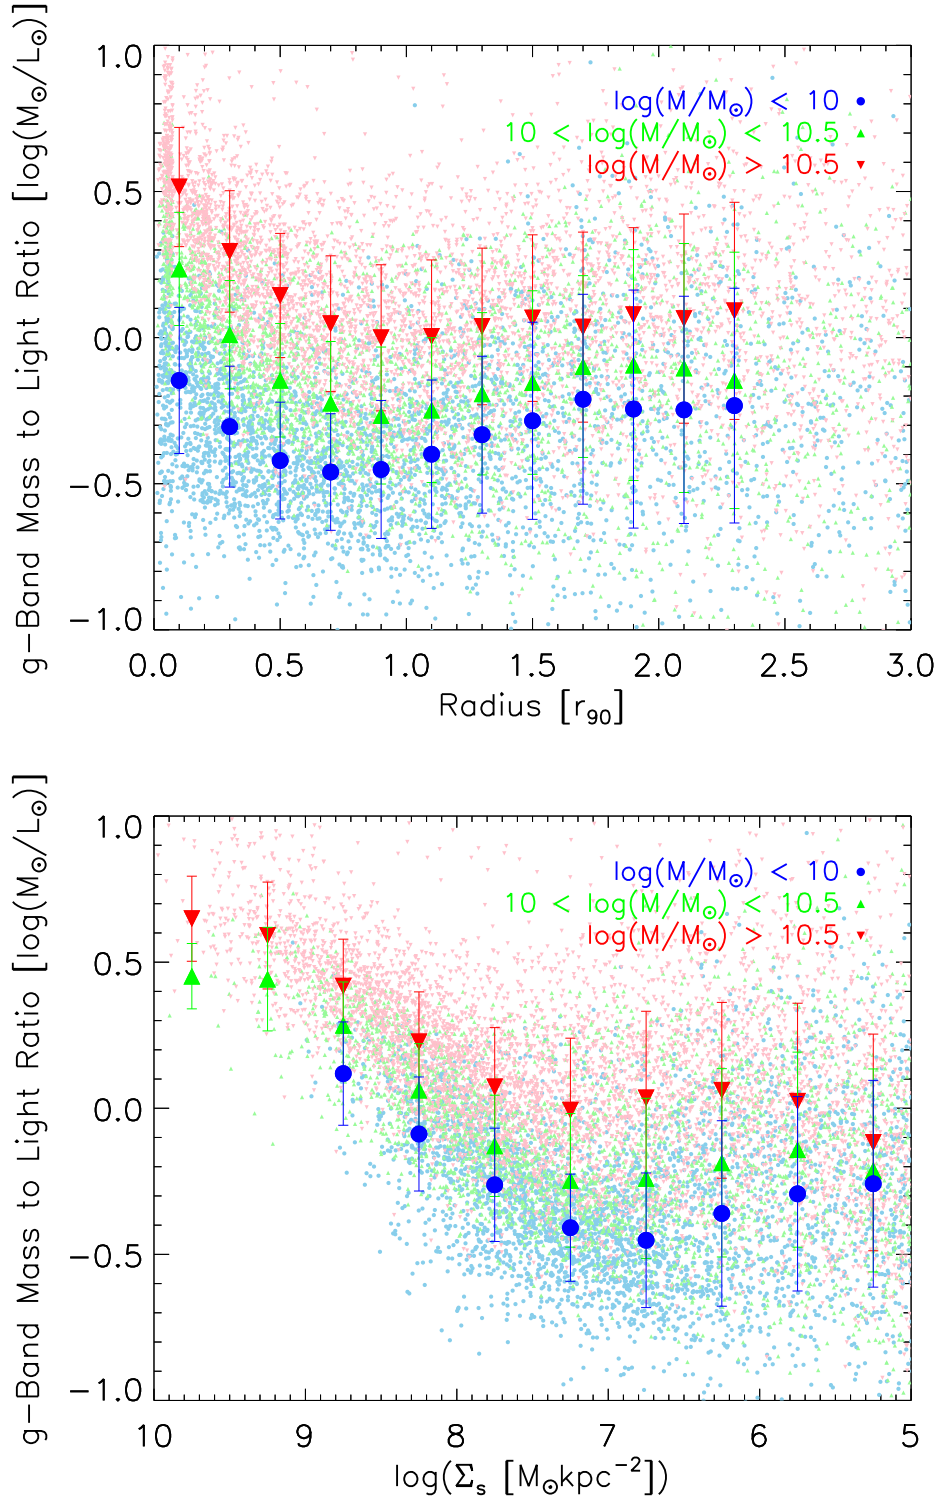 g-Band Mass to Light Ratio [log(M⊙/L⊙)]
1.0
0.5
0.0
-0.5
-1.0
log(M/M⊙) < 10
10 < log(M/M⊙) < 10.5
log(M/M⊙) > 10.5
0.0 0.5 1.0 1.5 2.0 2.5 3.0
Radius [r90]
g-Band Mass to Light Ratio [log(M⊙/L⊙)]
1.0
0.5
0.0
-0.5
-1.0
log(M/M⊙) < 10
10 < log(M/M⊙) < 10.5
log(M/M⊙) > 10.5
10 9 8 7 6 5
log(Σs [M⊙kpc⁻²])